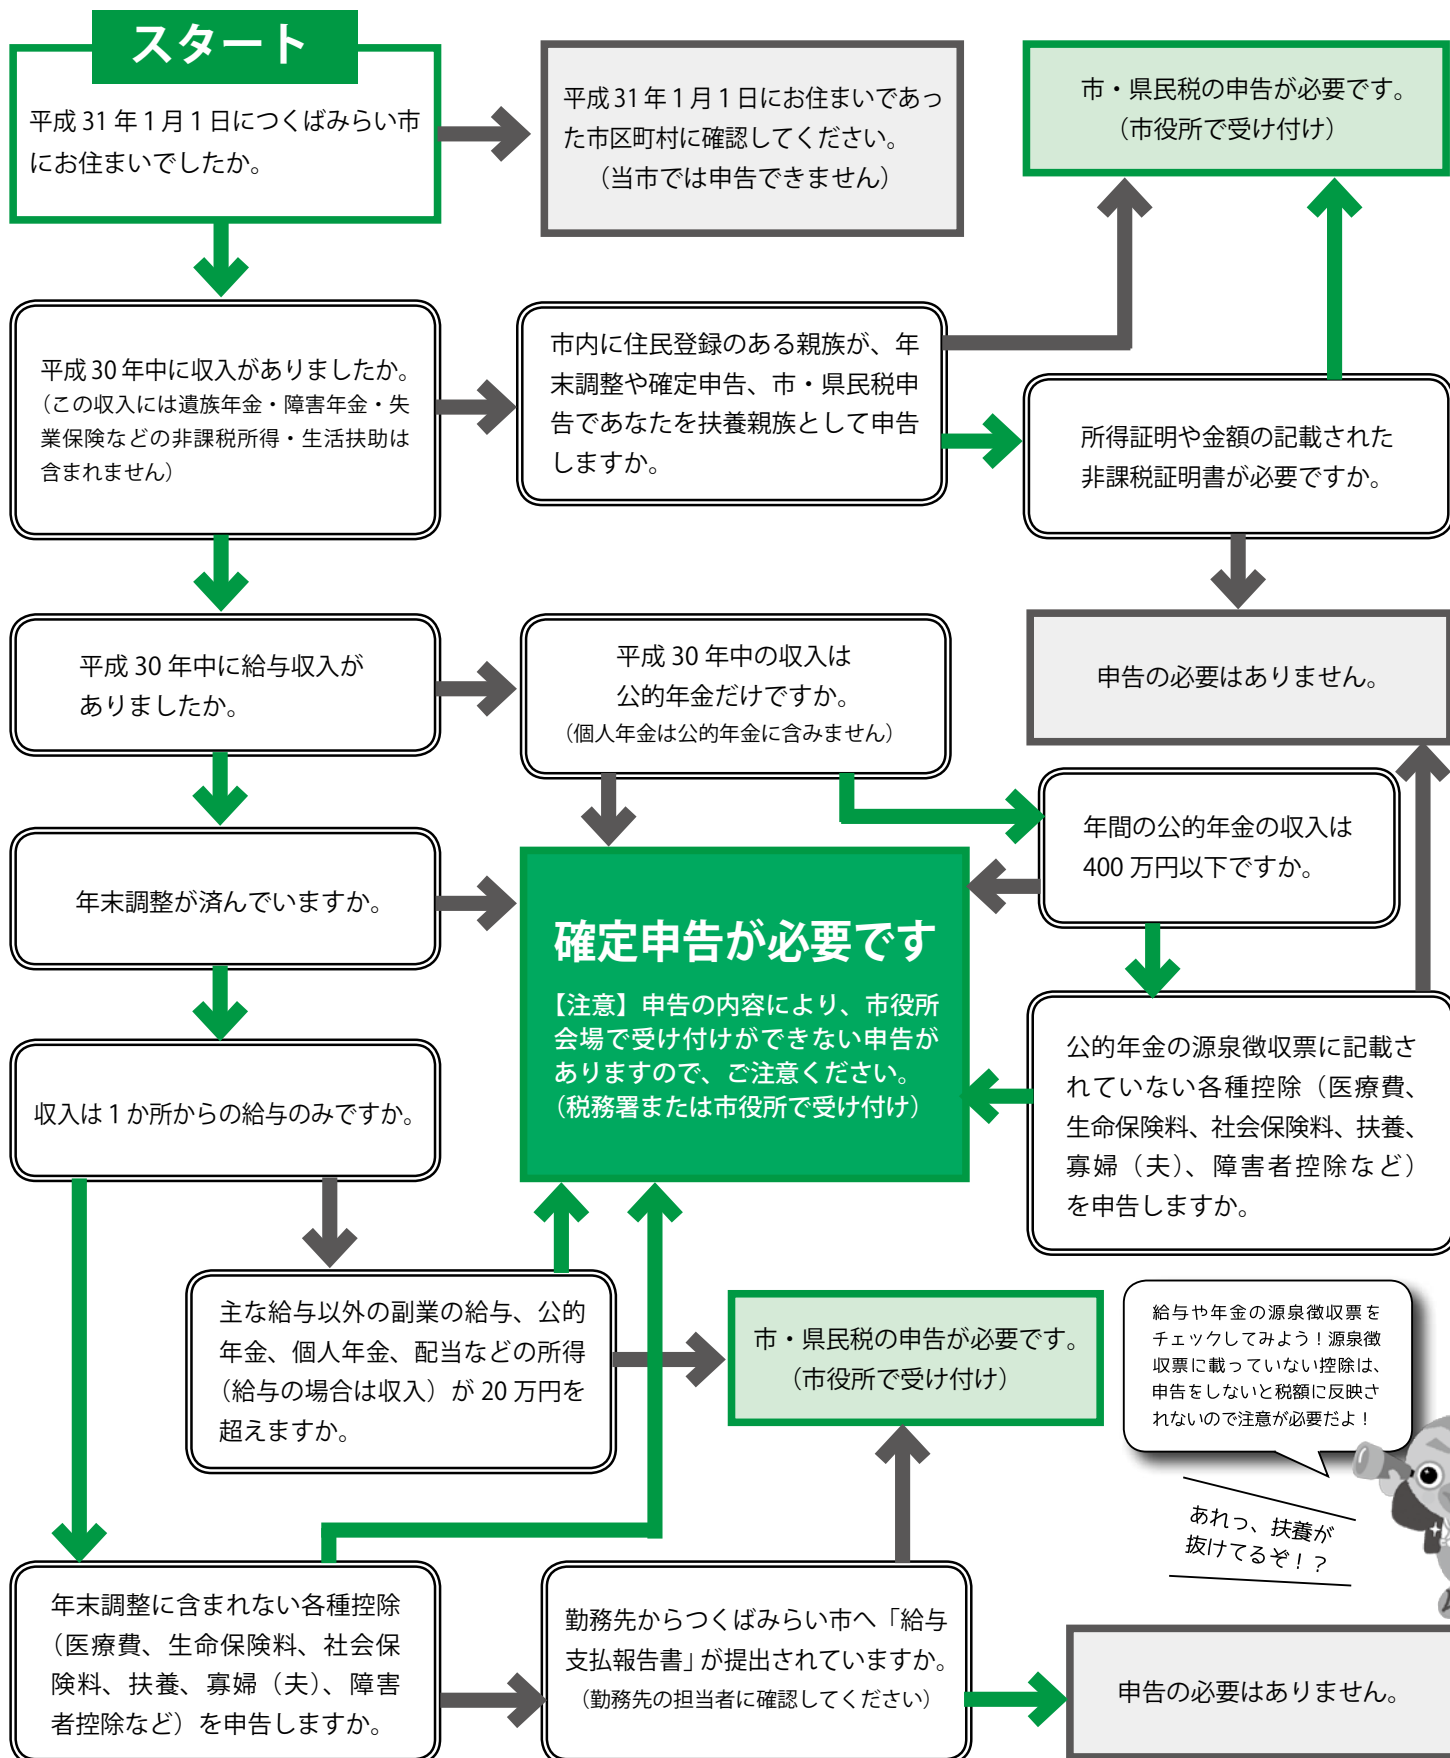 スタート
平成 31 年 1 月 1 日につくばみらい市
にお住まいでしたか。
平成 31 年 1 月 1 日にお住まいであっ
た市区町村に確認してください。
（当市では申告できません）
市・県民税の申告が必要です。
（市役所で受け付け）
平成 30 年中に収入がありましたか。
（この収入には遺族年金・障害年金・失
業保険などの非課税所得・生活扶助は
含まれません）
市内に住民登録のある親族が、年
末調整や確定申告、市・県民税申
告であなたを扶養親族として申告
しますか。
所得証明や金額の記載された
非課税証明書が必要ですか。
平成 30 年中に給与収入が
ありましたか。
平成 30 年中の収入は
公的年金だけですか。
（個人年金は公的年金に含みません）
申告の必要はありません。
年末調整が済んでいますか。
年間の公的年金の収入は
400 万円以下ですか。
確定申告が必要です
【注意】申告の内容により、市役所
会場で受け付けができない申告が
ありますので、ご注意ください。
（税務署または市役所で受け付け）
収入は 1 か所からの給与のみですか。
公的年金の源泉徴収票に記載さ
れていない各種控除（医療費、
生命保険料、社会保険料、扶養、
寡婦（夫）、障害者控除など）
を申告しますか。
主な給与以外の副業の給与、公的
年金、個人年金、配当などの所得
（給与の場合は収入）が 20 万円を
超えますか。
市・県民税の申告が必要です。
（市役所で受け付け）
給与や年金の源泉徴収票を
チェックしてみよう！源泉徴
収票に載っていない控除は、
申告をしないと税額に反映さ
れないので注意が必要だよ！
あれっ、扶養が
抜けてるぞ！？
年末調整に含まれない各種控除
（医療費、生命保険料、社会保
険料、扶養、寡婦（夫）、障害
者控除など）を申告しますか。
勤務先からつくばみらい市へ「給与
支払報告書」が提出されていますか。
（勤務先の担当者に確認してください）
申告の必要はありません。